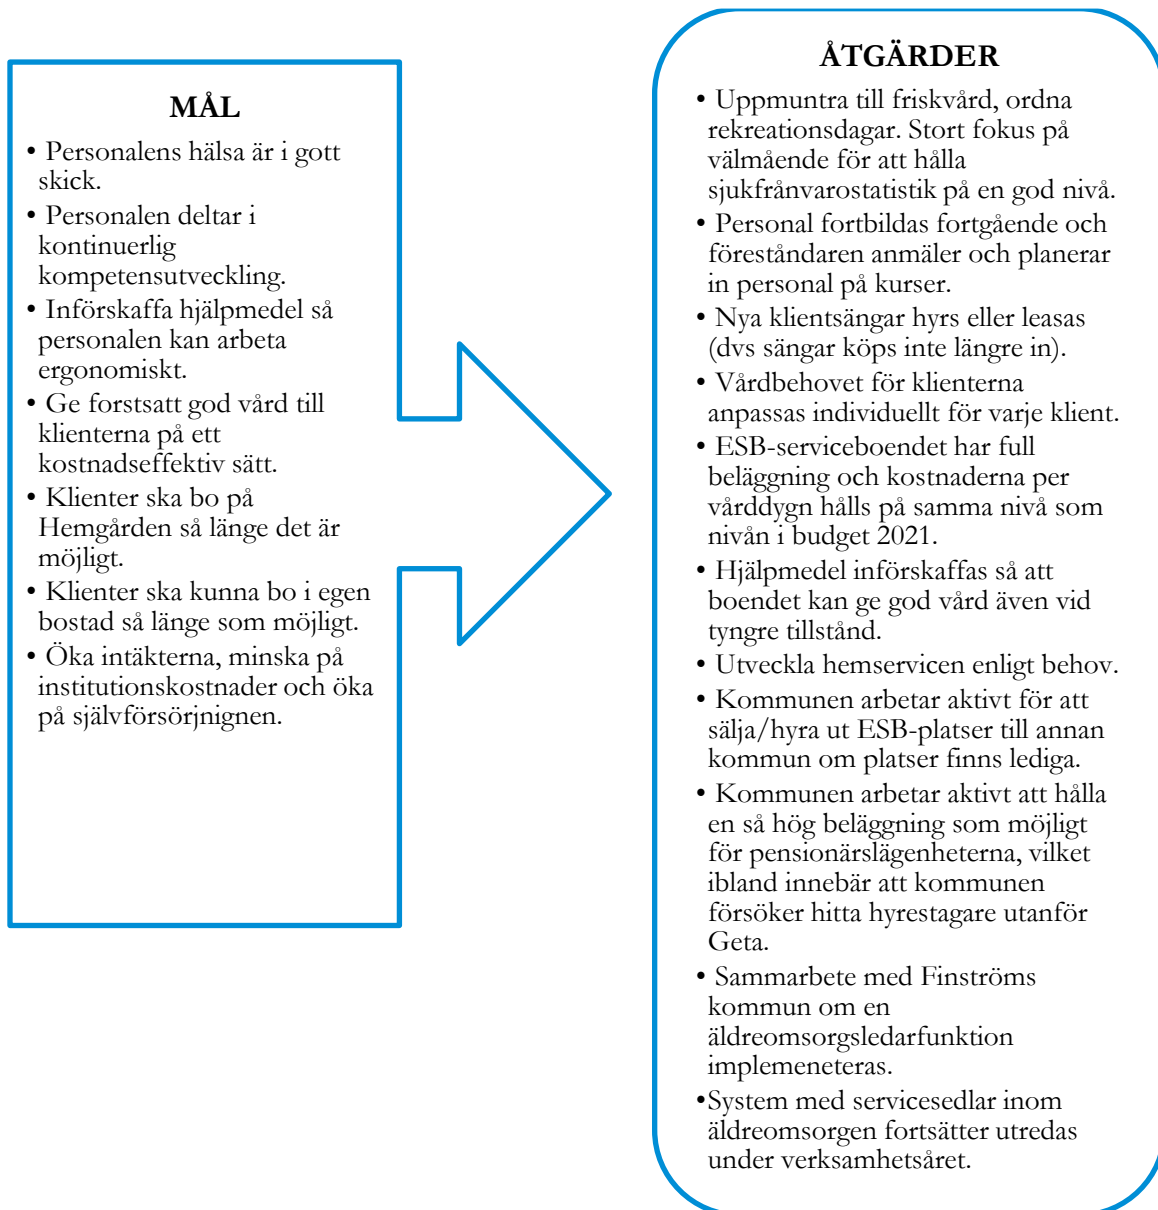 MÅL
• Personalens hälsa är i gott
skick.
• Personalen deltar i
kontinuerlig
kompetensutveckling.
• Införskaffa hjälpmedel så
personalen kan arbeta
ergonomiskt.
• Ge forstsatt god vård till
klienterna på ett
kostnadseffektiv sätt.
• Klienter ska bo på
Hemgården så länge det är
möjligt.
• Klienter ska kunna bo i egen
bostad så länge som möjligt.
• Öka intäkterna, minska på
institutionskostnader och öka
på självförsörjnignen.
ÅTGÄRDER
• Uppmuntra till friskvård, ordna
rekreationsdagar. Stort fokus på
välmående för att hålla
sjukfrånvarostatistik på en god nivå.
• Personal fortbildas fortgående och
föreståndaren anmäler och planerar
in personal på kurser.
• Nya klientsängar hyrs eller leasas
(dvs sängar köps inte längre in).
• Vårdbehovet för klienterna
anpassas individuellt för varje klient.
• ESB-serviceboendet har full
beläggning och kostnaderna per
vårddygn hålls på samma nivå som
nivån i budget 2021.
• Hjälpmedel införskaffas så att
boendet kan ge god vård även vid
tyngre tillstånd.
• Utveckla hemservicen enligt behov.
• Kommunen arbetar aktivt för att
sälja/hyra ut ESB-platser till annan
kommun om platser finns lediga.
• Kommunen arbetar aktivt att hålla
en så hög beläggning som möjligt
för pensionärslägenheterna, vilket
ibland innebär att kommunen
försöker hitta hyrestagare utanför
Geta.
• Sammarbete med Finströms
kommun om en
äldreomsorgsledarfunktion
implemeneteras.
•System med servicesedlar inom
äldreomsorgen fortsätter utredas
under verksamhetsåret.